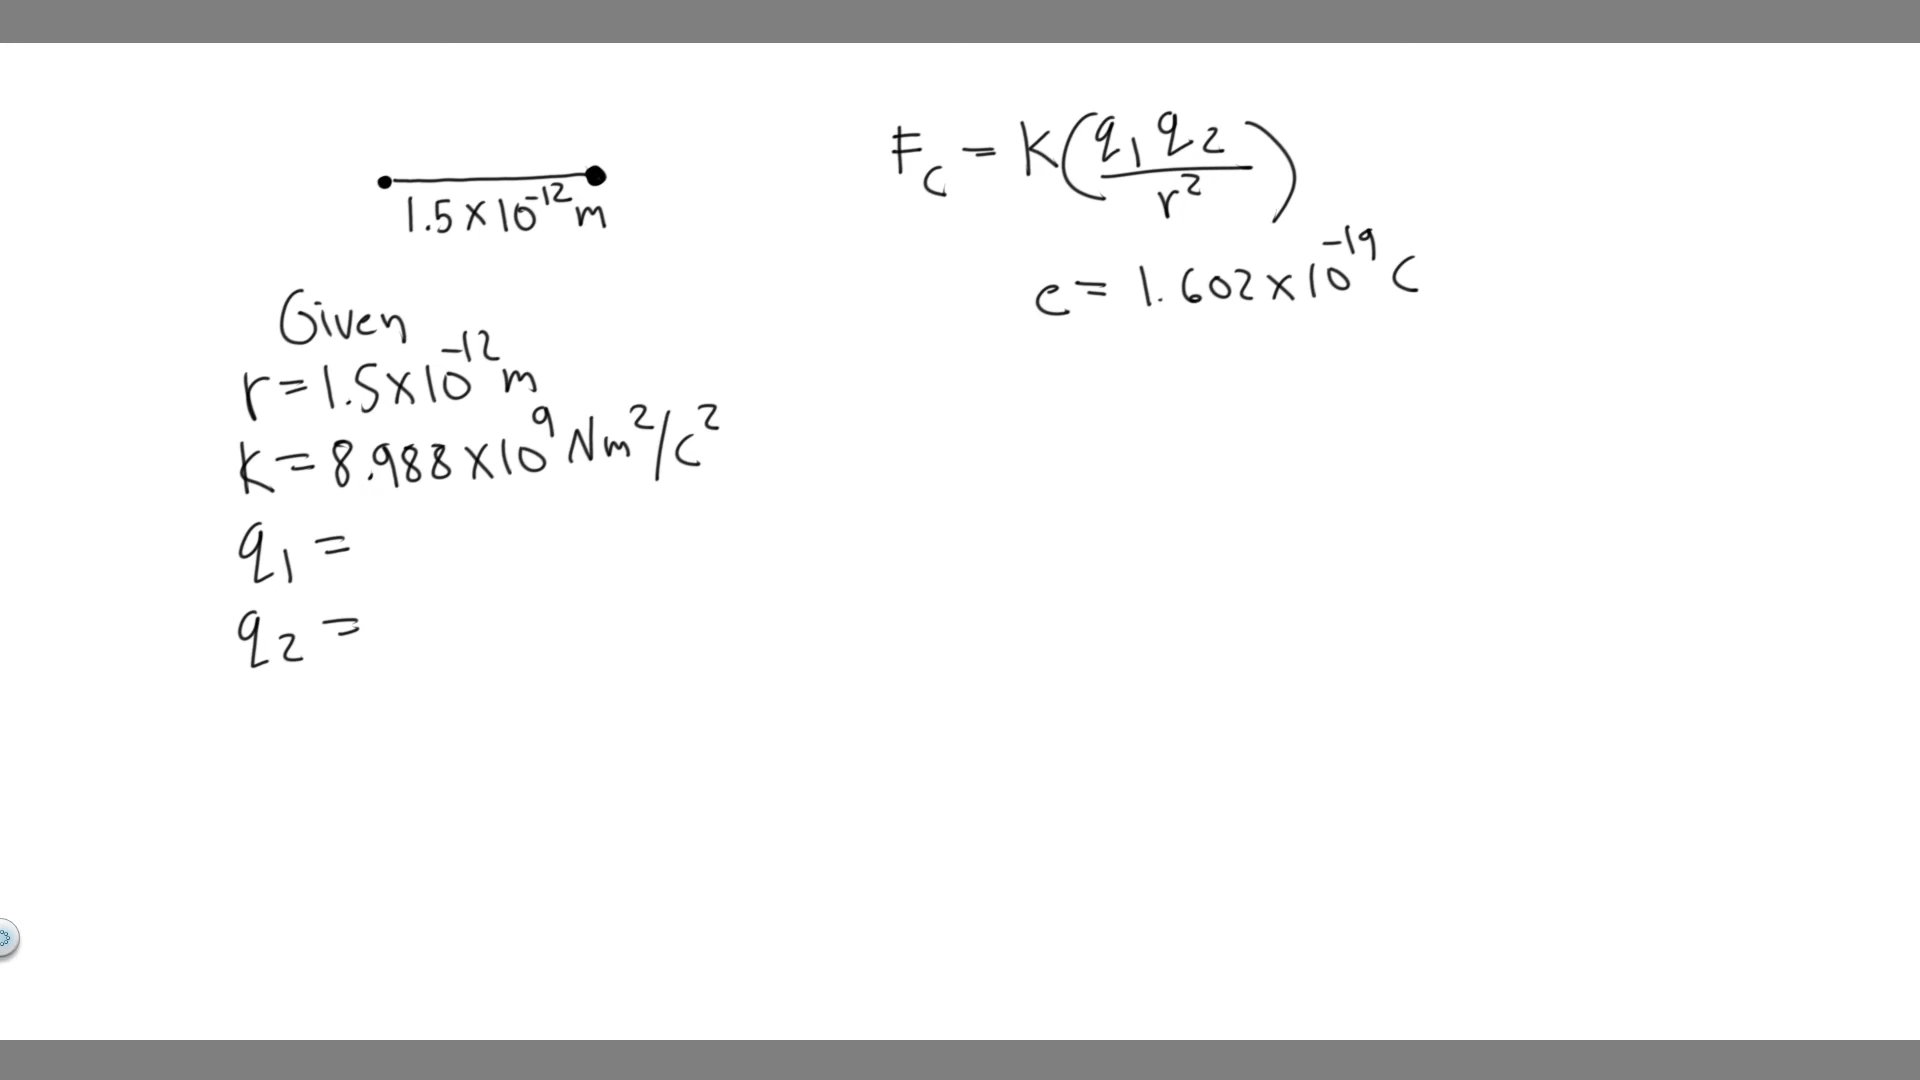 1.5 × 10⁻¹² m
Given
r = 1.5 × 10⁻¹² m
K = 8.988 × 10⁹ Nm²/C²
q₁ =
q₂ =
F_C = K(q₁q₂/r²)
e = 1.602 × 10⁻¹⁹ C